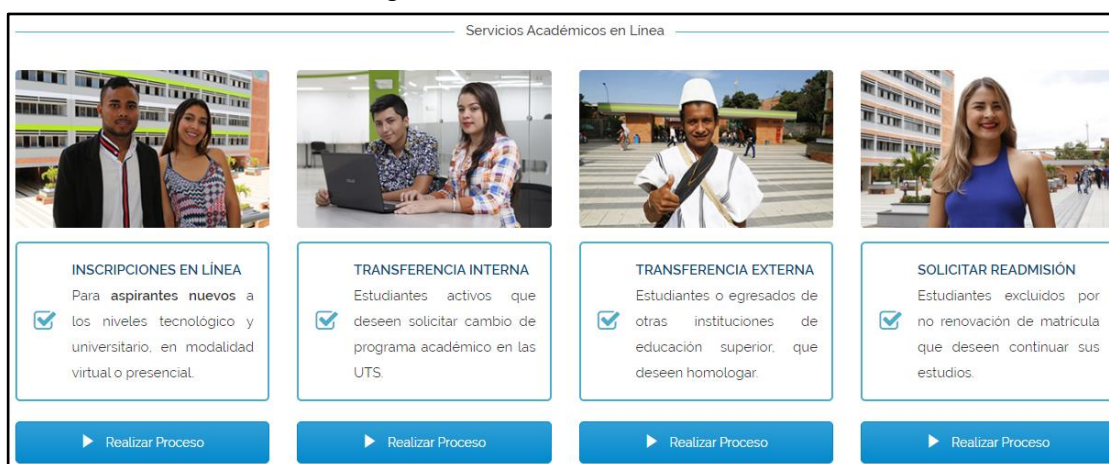 Servicios Académicos en Línea
INSCRIPCIONES EN LÍNEA
Para aspirantes nuevos a
los niveles tecnológico y
universitario, en modalidad
virtual o presencial.
Realizar Proceso
TRANSFERENCIA INTERNA
Estudiantes activos que
deseen solicitar cambio de
programa académico en las
UTS.
Realizar Proceso
TRANSFERENCIA EXTERNA
Estudiantes o egresados de
otras instituciones de
educación superior, que
deseen homologar.
Realizar Proceso
SOLICITAR READMISIÓN
Estudiantes excluidos por
no renovación de matrícula
que deseen continuar sus
estudios.
Realizar Proceso